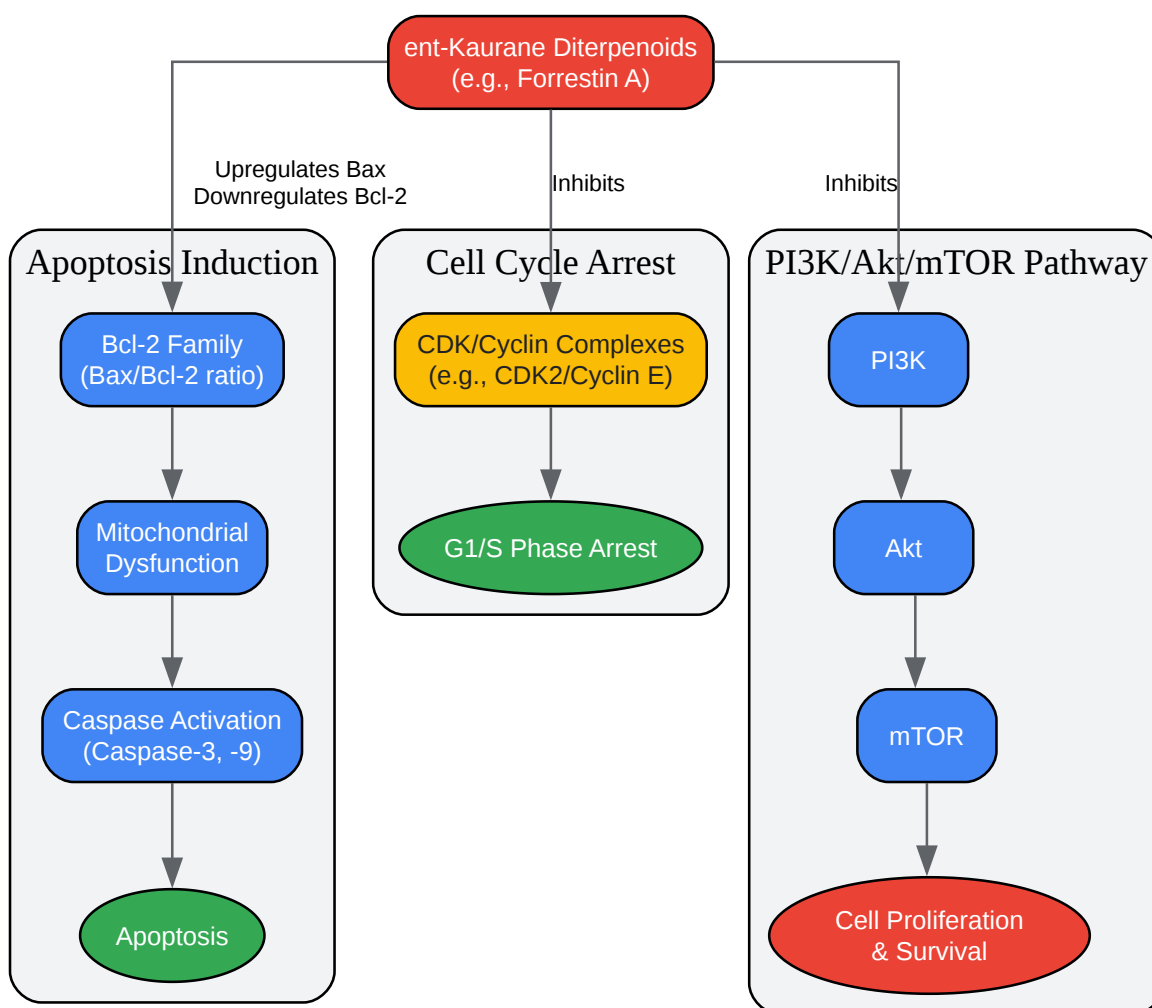 ent-Kaurane Diterpenoids
(e.g., Forrestin A)
Upregulates Bax
Downregulates Bcl-2
Inhibits
Inhibits
Apoptosis Induction
Bcl-2 Family
(Bax/Bcl-2 ratio)
Mitochondrial
Dysfunction
Caspase Activation
(Caspase-3, -9)
Apoptosis
Cell Cycle Arrest
CDK/Cyclin Complexes
(e.g., CDK2/Cyclin E)
G1/S Phase Arrest
PI3K/Akt/mTOR Pathway
PI3K
Akt
mTOR
Cell Proliferation
& Survival